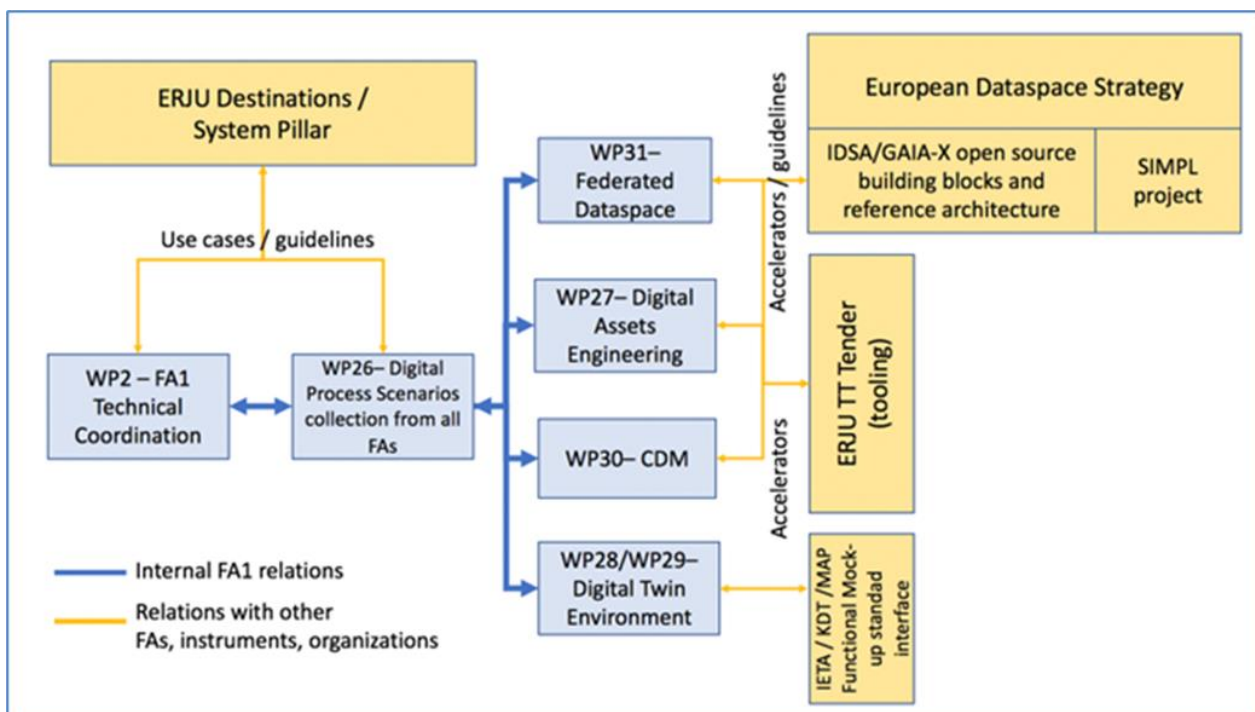 ERJU Destinations /
System Pillar
Use cases / guidelines
WP2 – FA1
Technical
Coordination
WP26– Digital
Process Scenarios
collection from all
FAs
WP31–
Federated
Dataspace
WP27– Digital
Assets
Engineering
WP30– CDM
WP28/WP29–
Digital Twin
Environment
Accelerators / guidelines
Accelerators
European Dataspace Strategy
IDSA/GAIA-X open source
building blocks and
reference architecture
SIMPL
project
ERJU TT Tender
(tooling)
IETA / KDT /MAP
Functional Mock-
up standad
interface
Internal FA1 relations
Relations with other
FAs, instruments, organizations